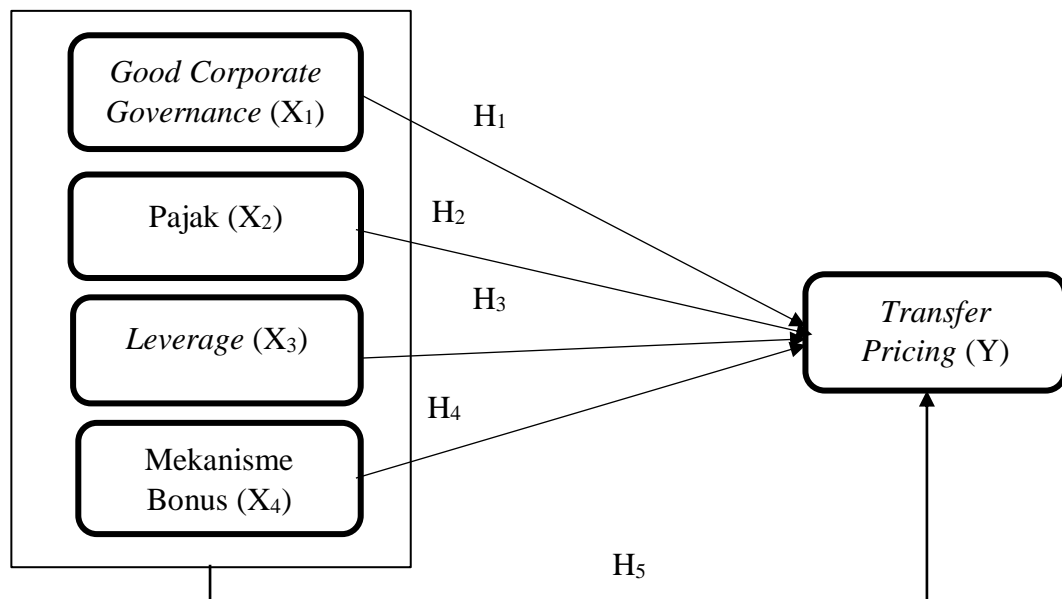 Good Corporate
Governance (X₁)
H₁
Pajak (X₂)
H₂
H₃
Leverage (X₃)
Transfer
Pricing (Y)
H₄
Mekanisme
Bonus (X₄)
H₅